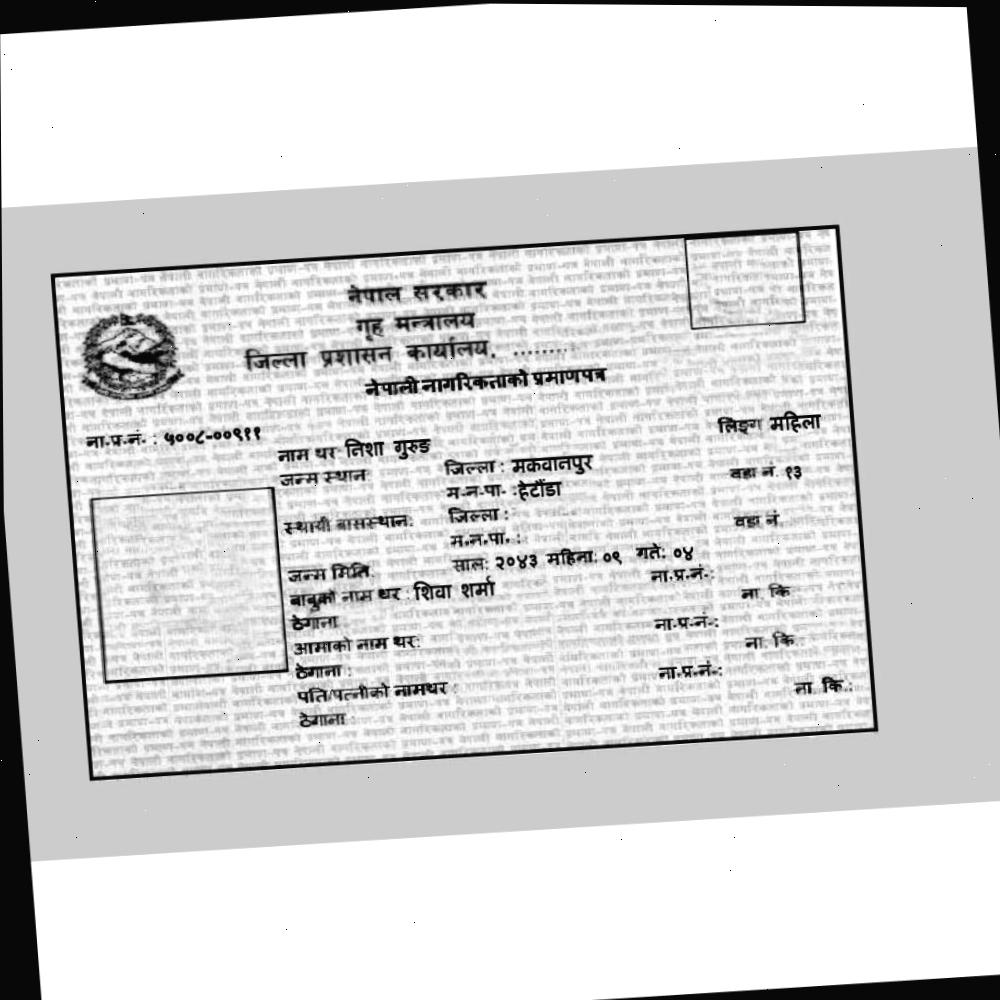 नेपाल सरकार
गृह मन्त्रालय
जिल्ला प्रशासन कार्यालय, ........
नेपाली नागरिकताको प्रमाणपत्र
ना.प्र.नं. : ५००८-००९११
लिङ्ग महिला
नाम थर निशा गुरुङ
जन्म स्थान जिल्ला : मकवानपुर वडा नं. १३
म.न.पा. :हेटौंडा
स्थायी बासस्थान: जिल्ला : वडा नं.
म.न.पा. :
जन्म मिति. साल: २०४३ महिना: ०९ गते: ०४
बाबुको नाम थर : शिवा शर्मा ना.प्र.नं.:
ठेगाना ना. कि.
आमाको नाम थर: ना.प्र.नं.:
ठेगाना : ना. कि.:
पति/पत्नीको नामथर : ना.प्र.नं.:
ठेगाना : ना. कि.: